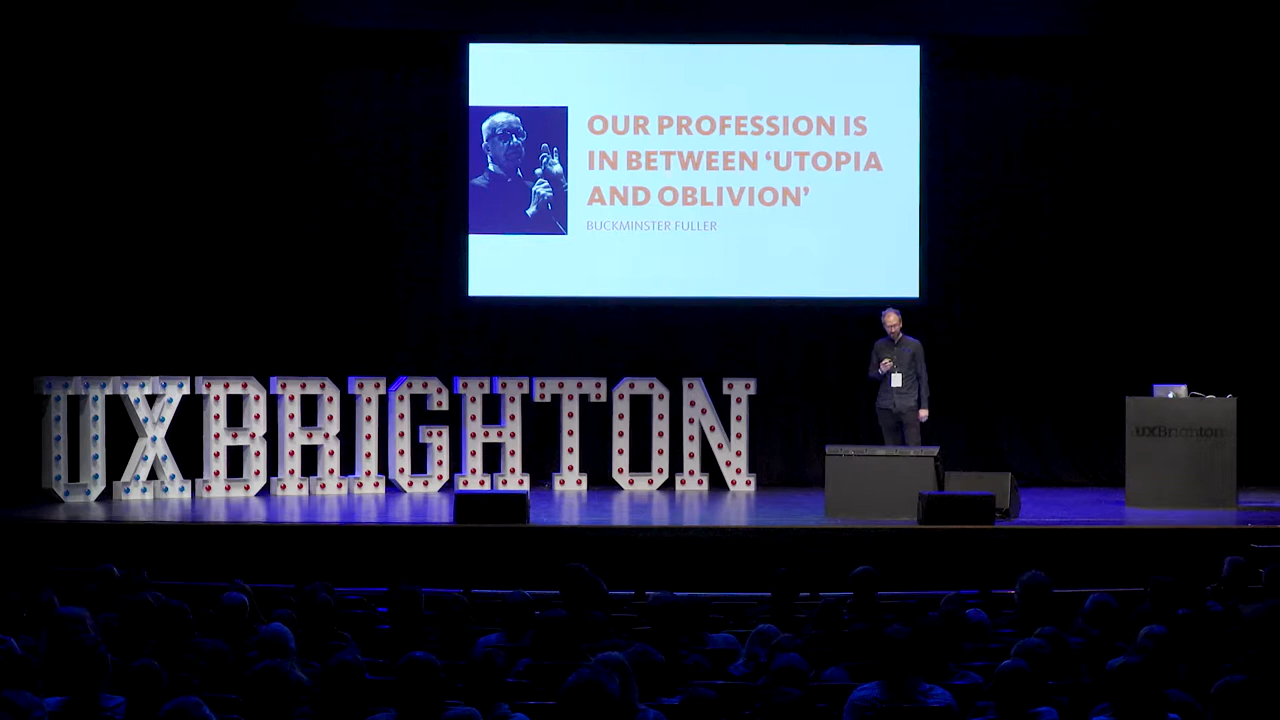 OUR PROFESSION IS
IN BETWEEN ‘UTOPIA
AND OBLIVION’
BUCKMINSTER FULLER
UXBRIGHTON
UXBrighton